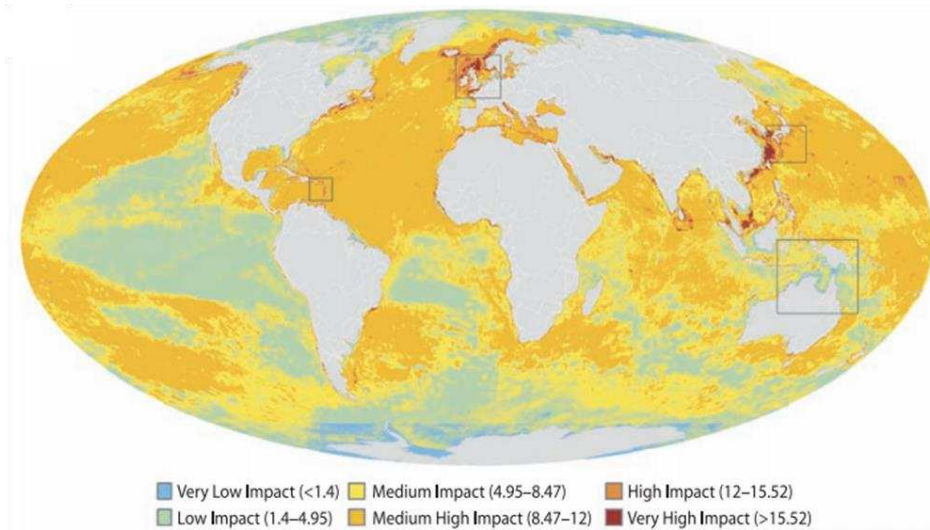 Very Low Impact (<1.4) Medium Impact (4.95–8.47) High Impact (12–15.52)
Low Impact (1.4–4.95) Medium High Impact (8.47–12) Very High Impact (>15.52)